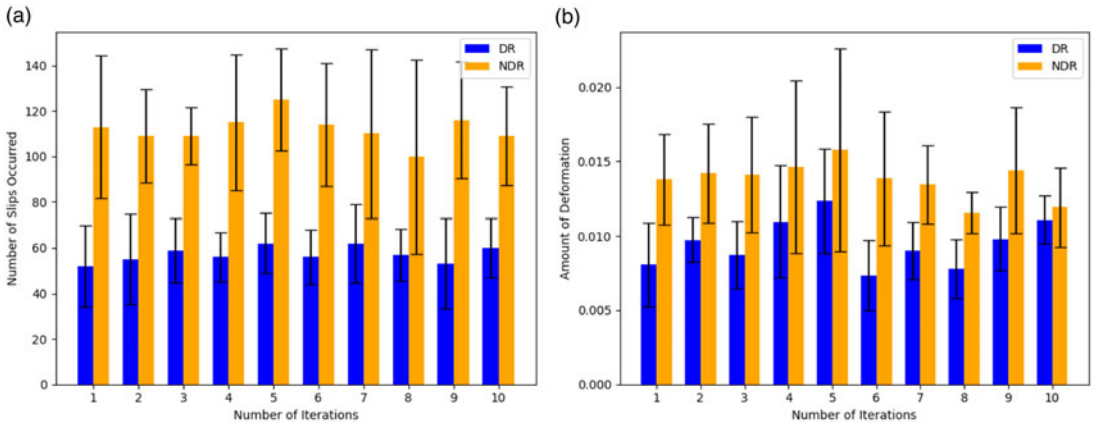 (a)
140
120
100
80
60
40
20
0
Number of Slips Occurred
DR
NDR
1 2 3 4 5 6 7 8 9 10
Number of Iterations
(b)
0.020
0.015
0.010
0.005
0.000
Amount of Deformation
DR
NDR
1 2 3 4 5 6 7 8 9 10
Number of Iterations